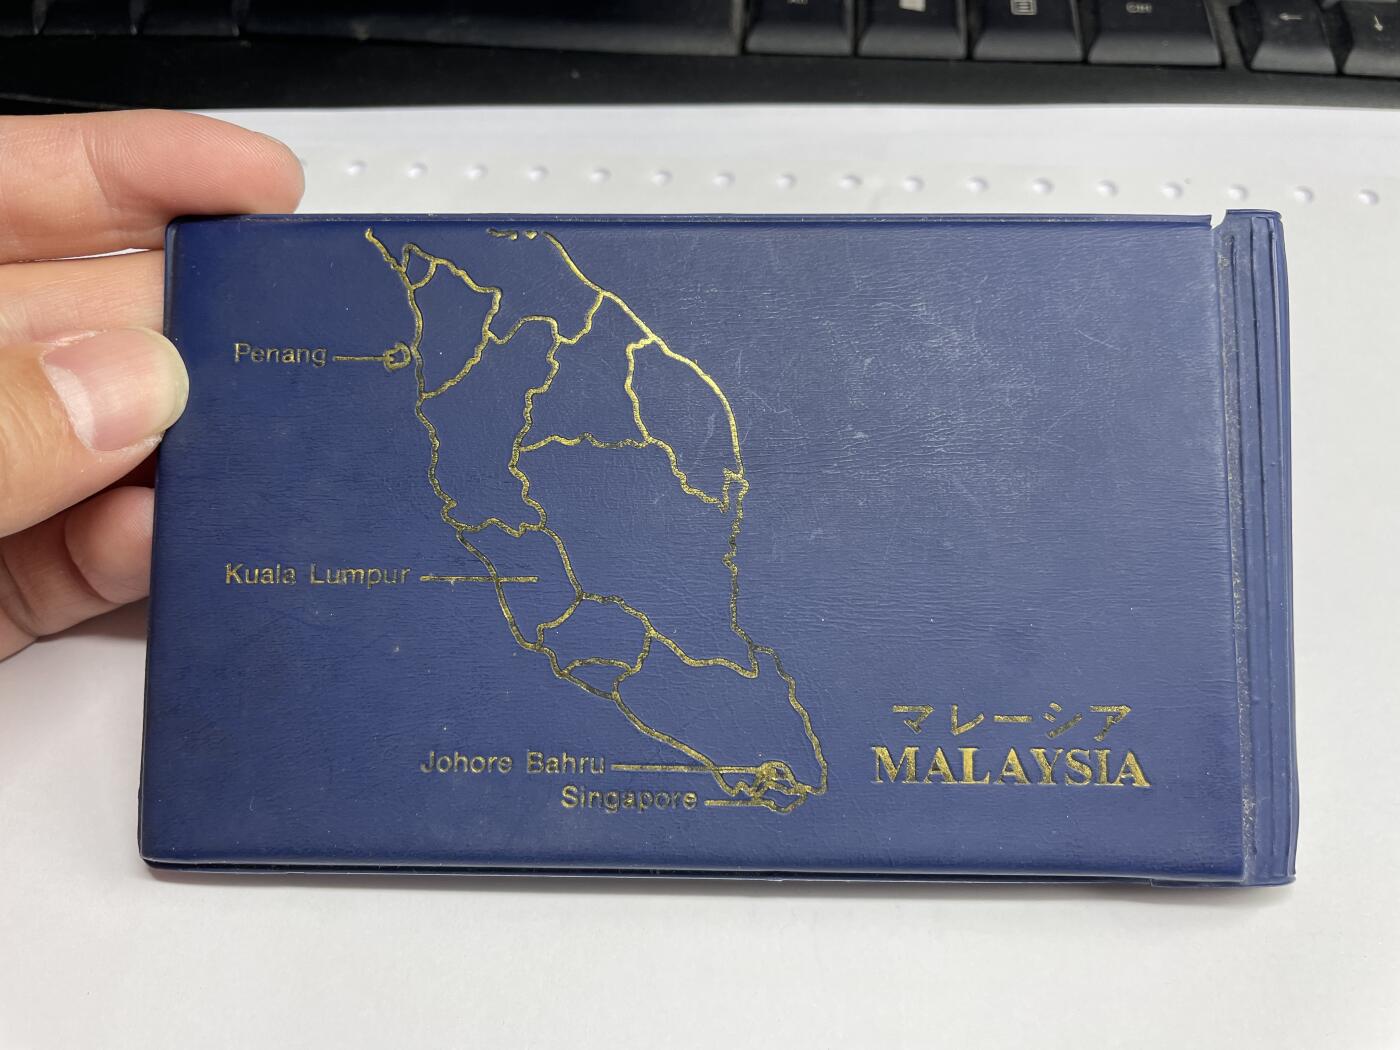 Penang
Kuala Lumpur
Johore Bahru
Singapore
マレーシア
MALAYSIA